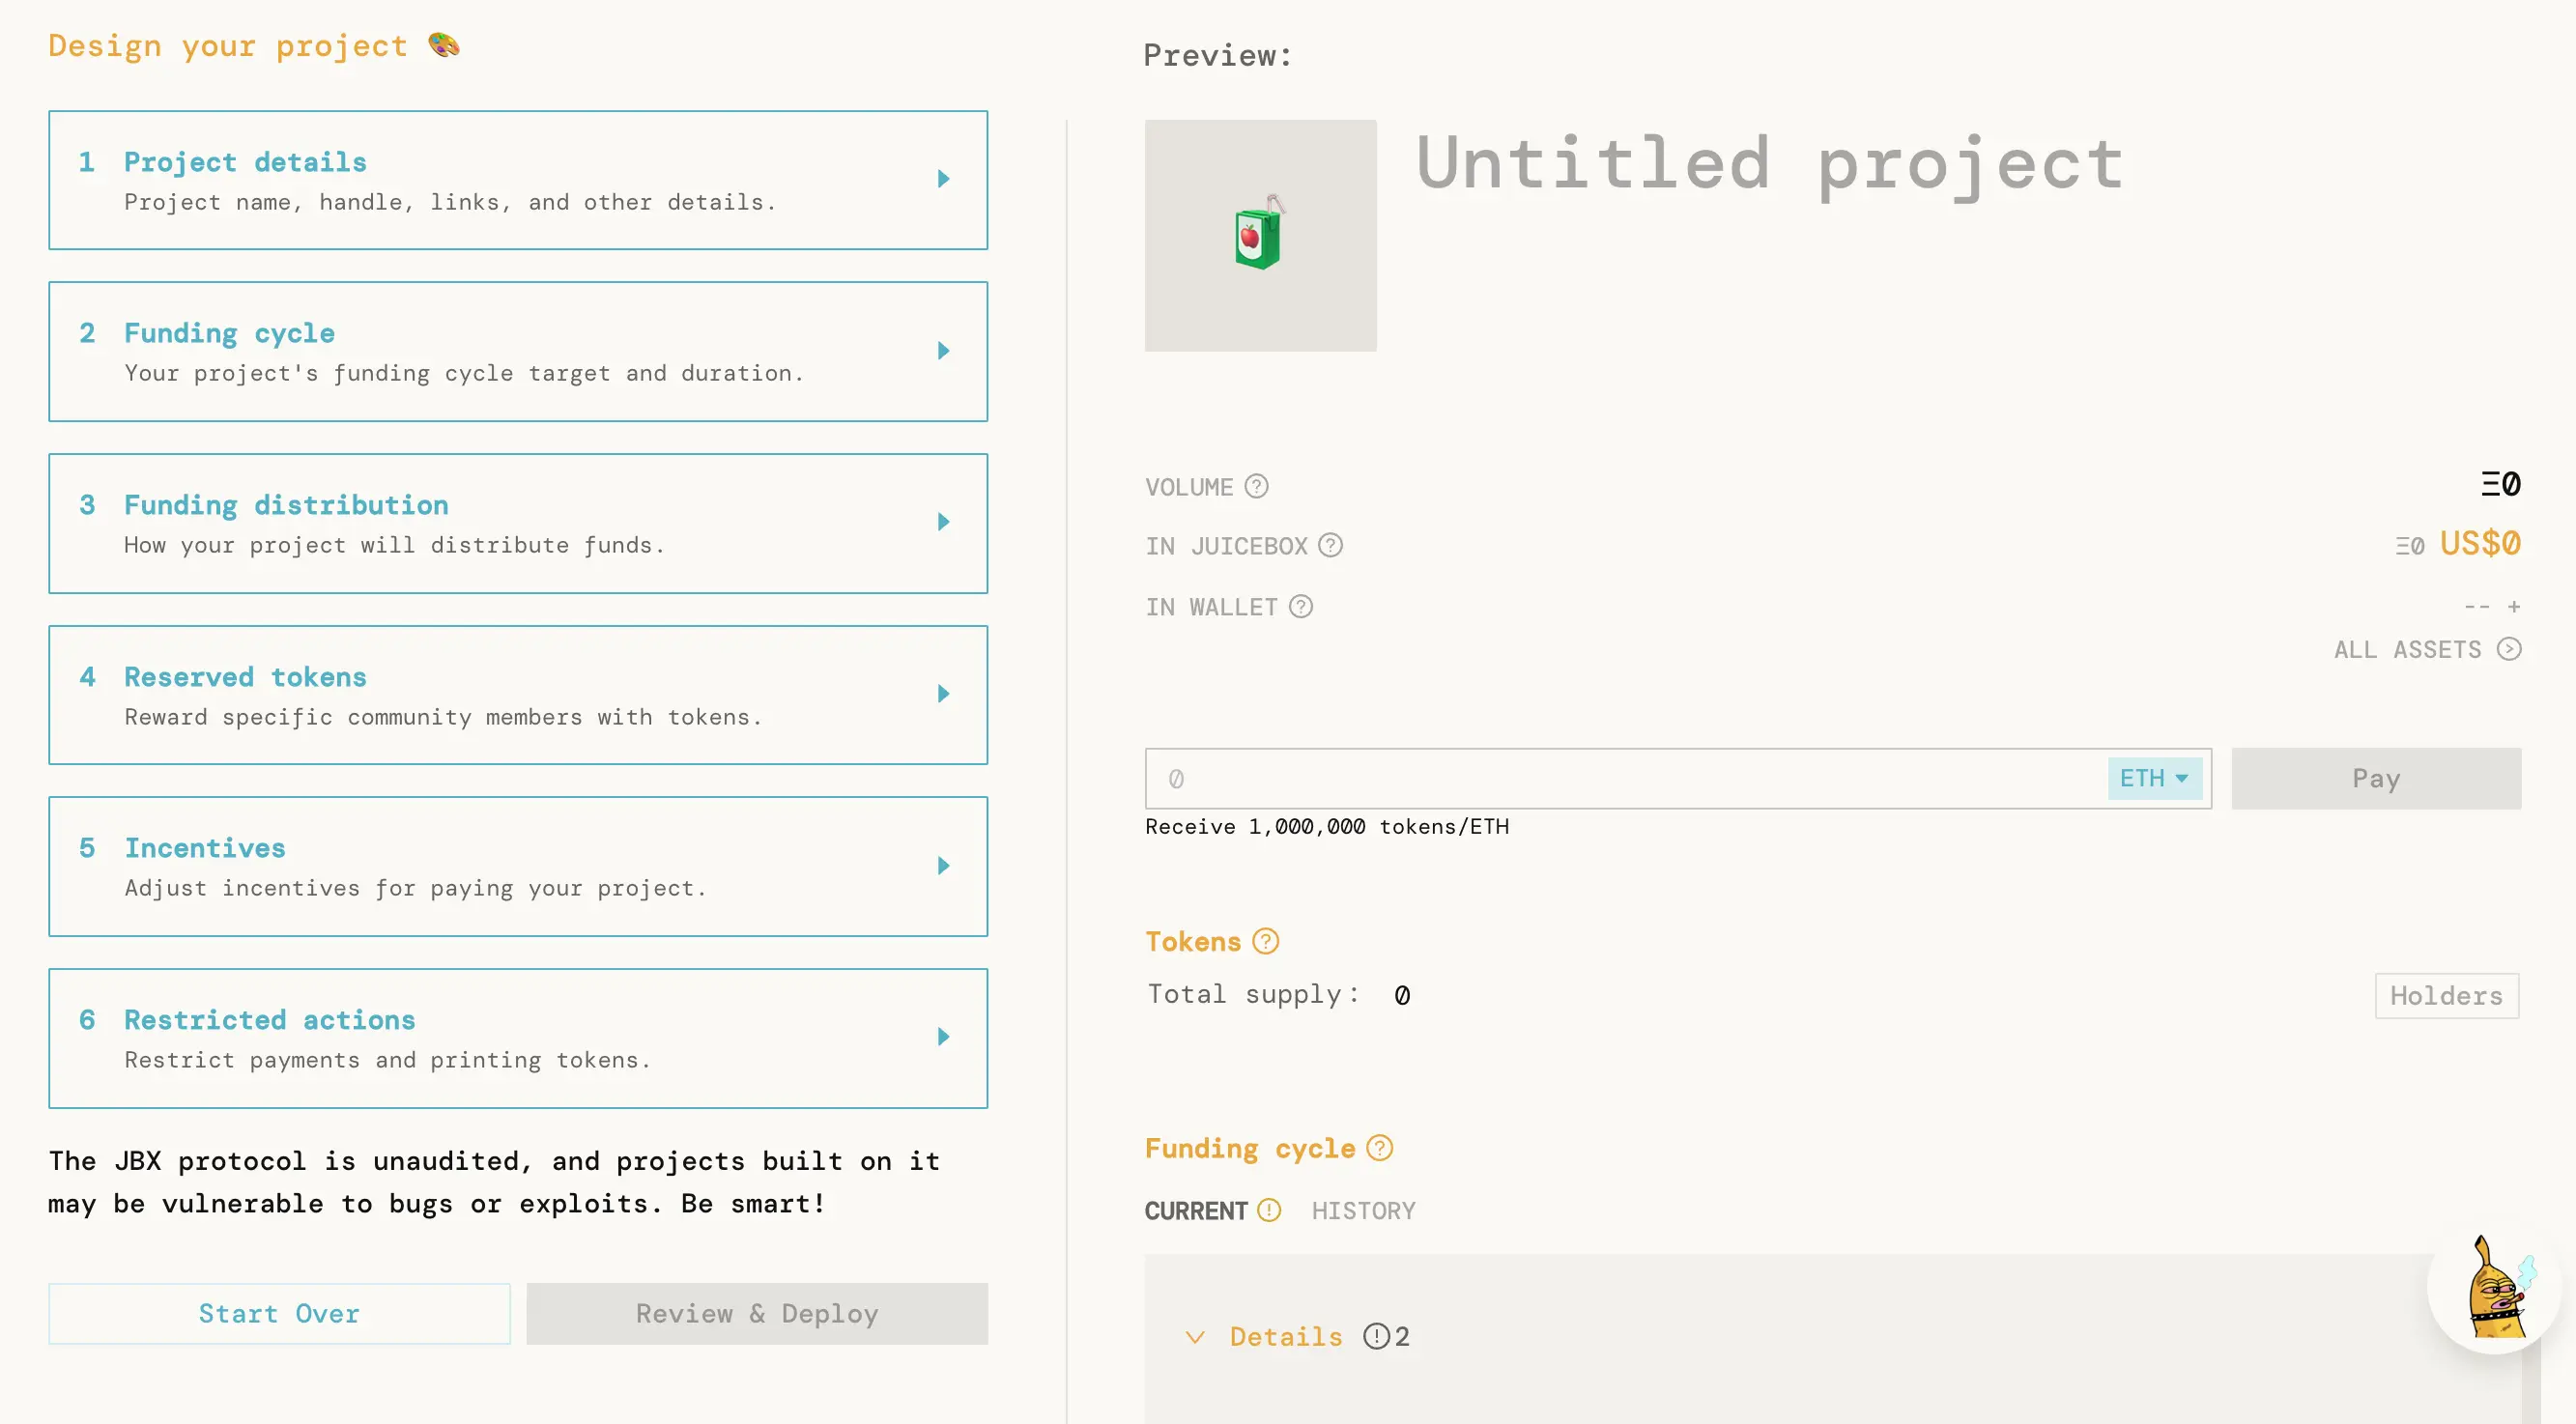 Design your project 🎨
1 Project details
Project name, handle, links, and other details.
2 Funding cycle
Your project's funding cycle target and duration.
3 Funding distribution
How your project will distribute funds.
4 Reserved tokens
Reward specific community members with tokens.
5 Incentives
Adjust incentives for paying your project.
6 Restricted actions
Restrict payments and printing tokens.
The JBX protocol is unaudited, and projects built on it
may be vulnerable to bugs or exploits. Be smart!
Start Over
Review & Deploy
Preview:
Untitled project
VOLUME ? Ξ0
IN JUICEBOX ? Ξ0 US$0
IN WALLET ? -- +
ALL ASSETS
0 ETH
Pay
Receive 1,000,000 tokens/ETH
Tokens ?
Total supply: 0
Holders
Funding cycle ?
CURRENT ! HISTORY
Details ! 2